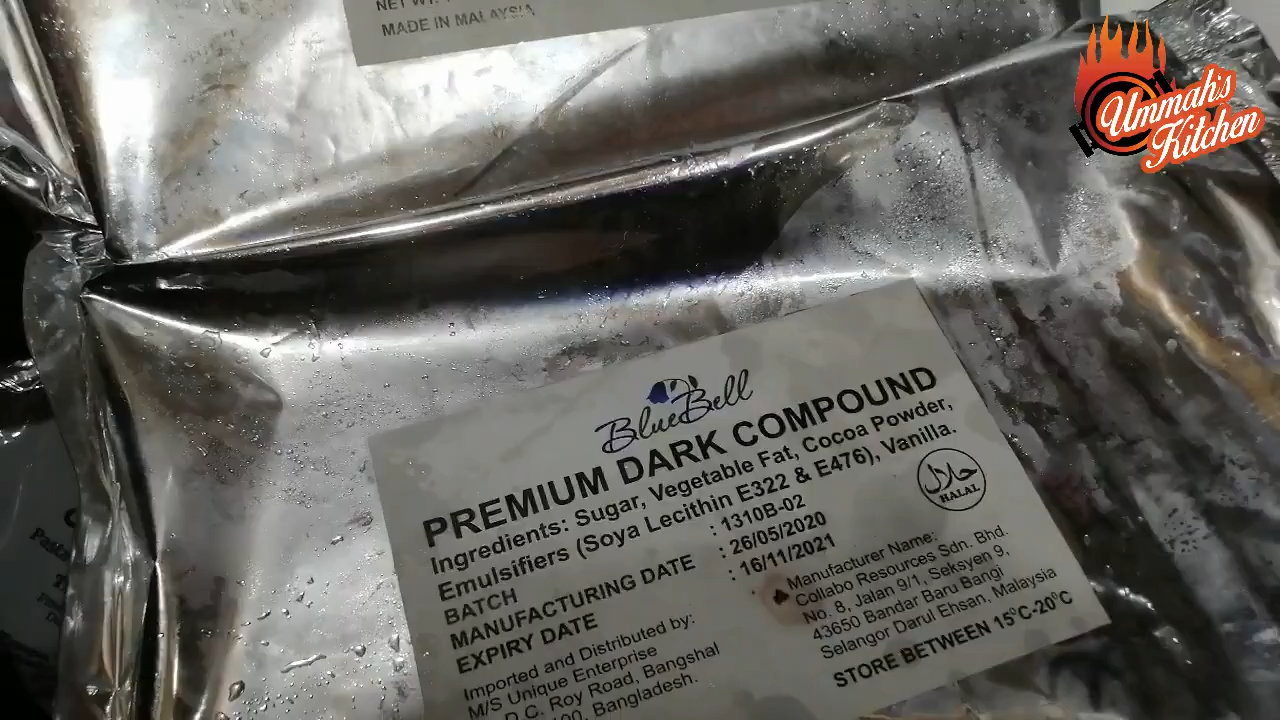 NET WT.
MADE IN MALAYSIA
Ummah's
Kitchen
BlueBell
PREMIUM DARK COMPOUND
Ingredients: Sugar, Vegetable Fat, Cocoa Powder,
Emulsifiers (Soya Lecithin E322 & E476), Vanilla.
BATCH : 1310B-02
MANUFACTURING DATE : 26/05/2020
EXPIRY DATE : 16/11/2021
حلال
HALAL
Manufacturer Name:
Collabo Resources Sdn. Bhd.
No. 8, Jalan 9/1, Seksyen 9,
43650 Bandar Baru Bangi
Selangor Darul Ehsan, Malaysia
STORE BETWEEN 15°C-20°C
Imported and Distributed by:
M/S Unique Enterprise
D.C. Roy Road, Bangshal
Bangladesh.